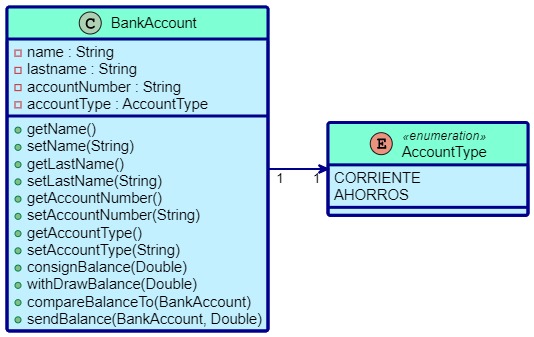 C BankAccount
name : String
lastname : String
accountNumber : String
accountType : AccountType
getName()
setName(String)
getLastName()
setLastName(String)
getAccountNumber()
setAccountNumber(String)
getAccountType()
setAccountType(String)
consignBalance(Double)
withDrawBalance(Double)
compareBalanceTo(BankAccount)
sendBalance(BankAccount, Double)
1 1
E «enumeration»
AccountType
CORRIENTE
AHORROS